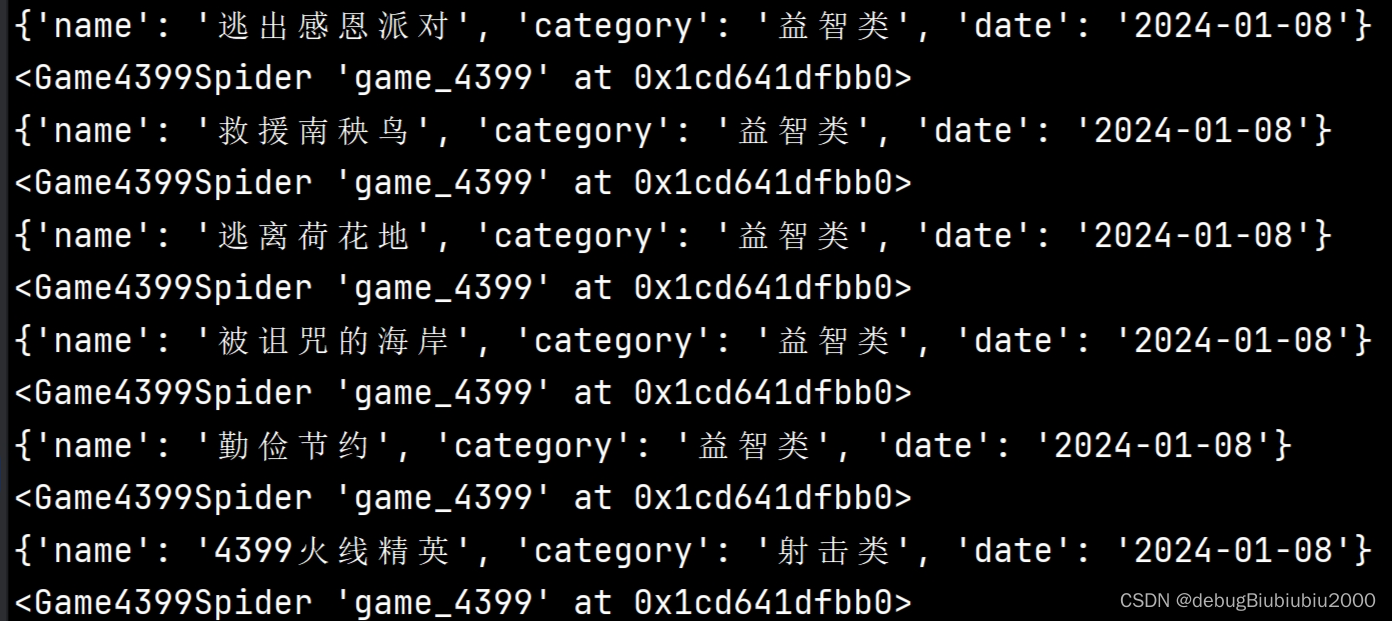 {'name': '逃出感恩派对', 'category': '益智类', 'date': '2024-01-08'}
<Game4399Spider 'game_4399' at 0x1cd641dfbb0>
{'name': '救援南秧鸟', 'category': '益智类', 'date': '2024-01-08'}
<Game4399Spider 'game_4399' at 0x1cd641dfbb0>
{'name': '逃离荷花地', 'category': '益智类', 'date': '2024-01-08'}
<Game4399Spider 'game_4399' at 0x1cd641dfbb0>
{'name': '被诅咒的海岸', 'category': '益智类', 'date': '2024-01-08'}
<Game4399Spider 'game_4399' at 0x1cd641dfbb0>
{'name': '勤俭节约', 'category': '益智类', 'date': '2024-01-08'}
<Game4399Spider 'game_4399' at 0x1cd641dfbb0>
{'name': '4399火线精英', 'category': '射击类', 'date': '2024-01-08'}
<Game4399Spider 'game_4399' at 0x1cd641dfbb0>
CSDN @debugBiubiubiu2000